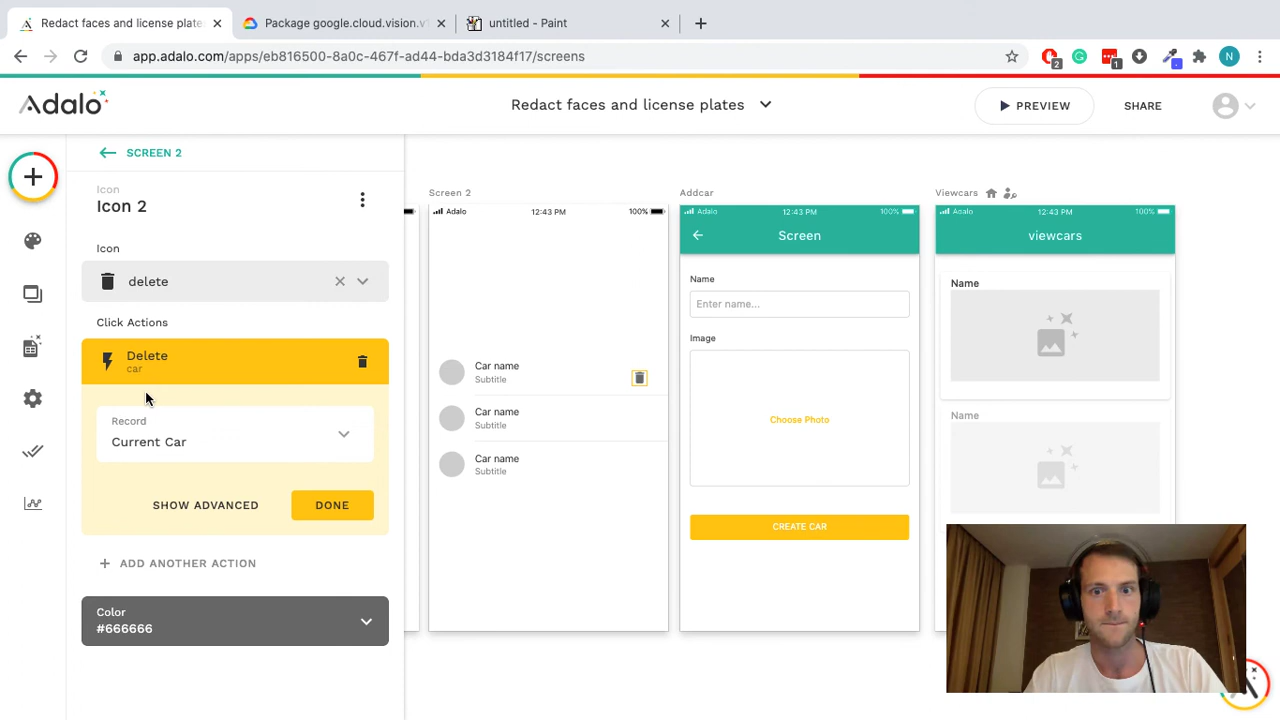 Redact faces and license plate
Package google.cloud.vision.v1
untitled - Paint
app.adalo.com/apps/eb816500-8a0c-467f-ad44-bda3d3184f17/screens
2
1
N
Adalo
Redact faces and license plates
PREVIEW
SHARE
SCREEN 2
Icon
Icon 2
Icon
delete
Click Actions
Delete
car
Record
Current Car
SHOW ADVANCED
DONE
ADD ANOTHER ACTION
Color
#666666
Screen 2
Adalo
12:43 PM
100%
Car name
Subtitle
Car name
Subtitle
Car name
Subtitle
Addcar
Adalo
12:43 PM
100%
Screen
Name
Enter name...
Image
Choose Photo
CREATE CAR
Viewcars
Adalo
12:43 PM
100%
viewcars
Name
Name